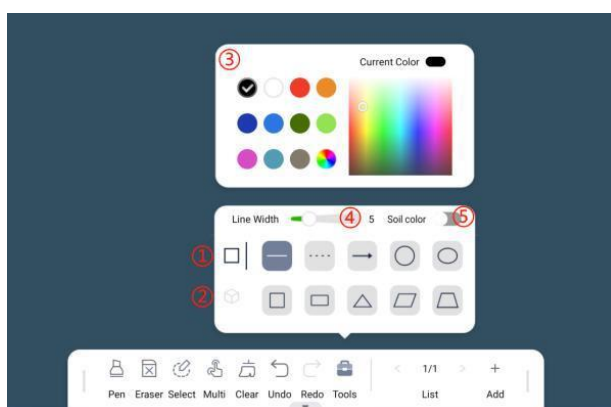 ③ Current Color
Line Width ④ 5 Soil color ⑤
①
②
< 1/1 > +
Pen Eraser Select Multi Clear Undo Redo Tools List Add